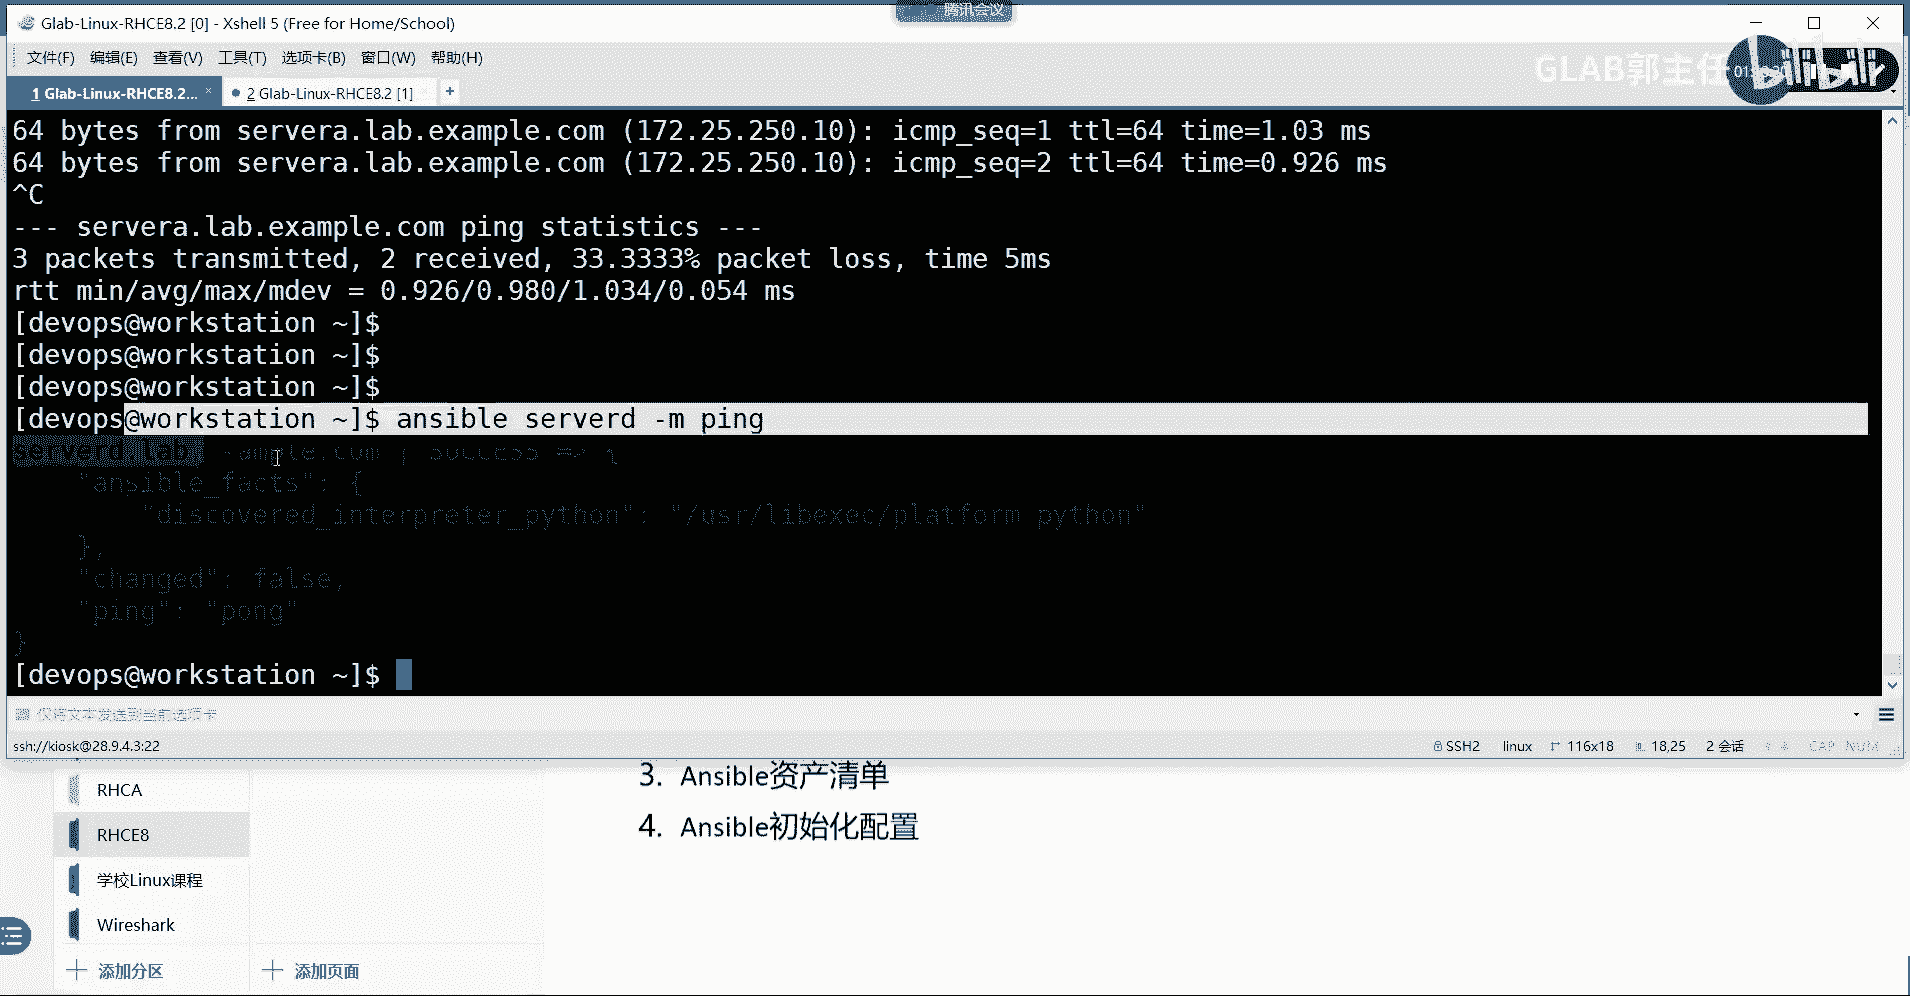 腾讯会议
Glab-Linux-RHCE8.2 [0] - Xshell 5 (Free for Home/School)
文件(F) 编辑(E) 查看(V) 工具(T) 选项卡(B) 窗口(W) 帮助(H)
GLAB郭主任
bilibili
1 Glab-Linux-RHCE8.2... × 2 Glab-Linux-RHCE8.2 [1] +
64 bytes from servera.lab.example.com (172.25.250.10): icmp_seq=1 ttl=64 time=1.03 ms
64 bytes from servera.lab.example.com (172.25.250.10): icmp_seq=2 ttl=64 time=0.926 ms
^C
--- servera.lab.example.com ping statistics ---
3 packets transmitted, 2 received, 33.3333% packet loss, time 5ms
rtt min/avg/max/mdev = 0.926/0.980/1.034/0.054 ms
[devops@workstation ~]$
[devops@workstation ~]$
[devops@workstation ~]$
[devops@workstation ~]$ ansible serverd -m ping
serverd.lab.example.com | SUCCESS => {
"ansible_facts": {
"discovered_interpreter_python": "/usr/libexec/platform-python"
},
"changed": false,
"ping": "pong"
}
[devops@workstation ~]$
仅将文本发送到当前选项卡
ssh://kiosk@28.9.4.3:22 SSH2 linux 116x18 18,25 2 会话 CAP NUM
3. Ansible资产清单
4. Ansible初始化配置
RHCA
RHCE8
学校Linux课程
Wireshark
添加分区 添加页面